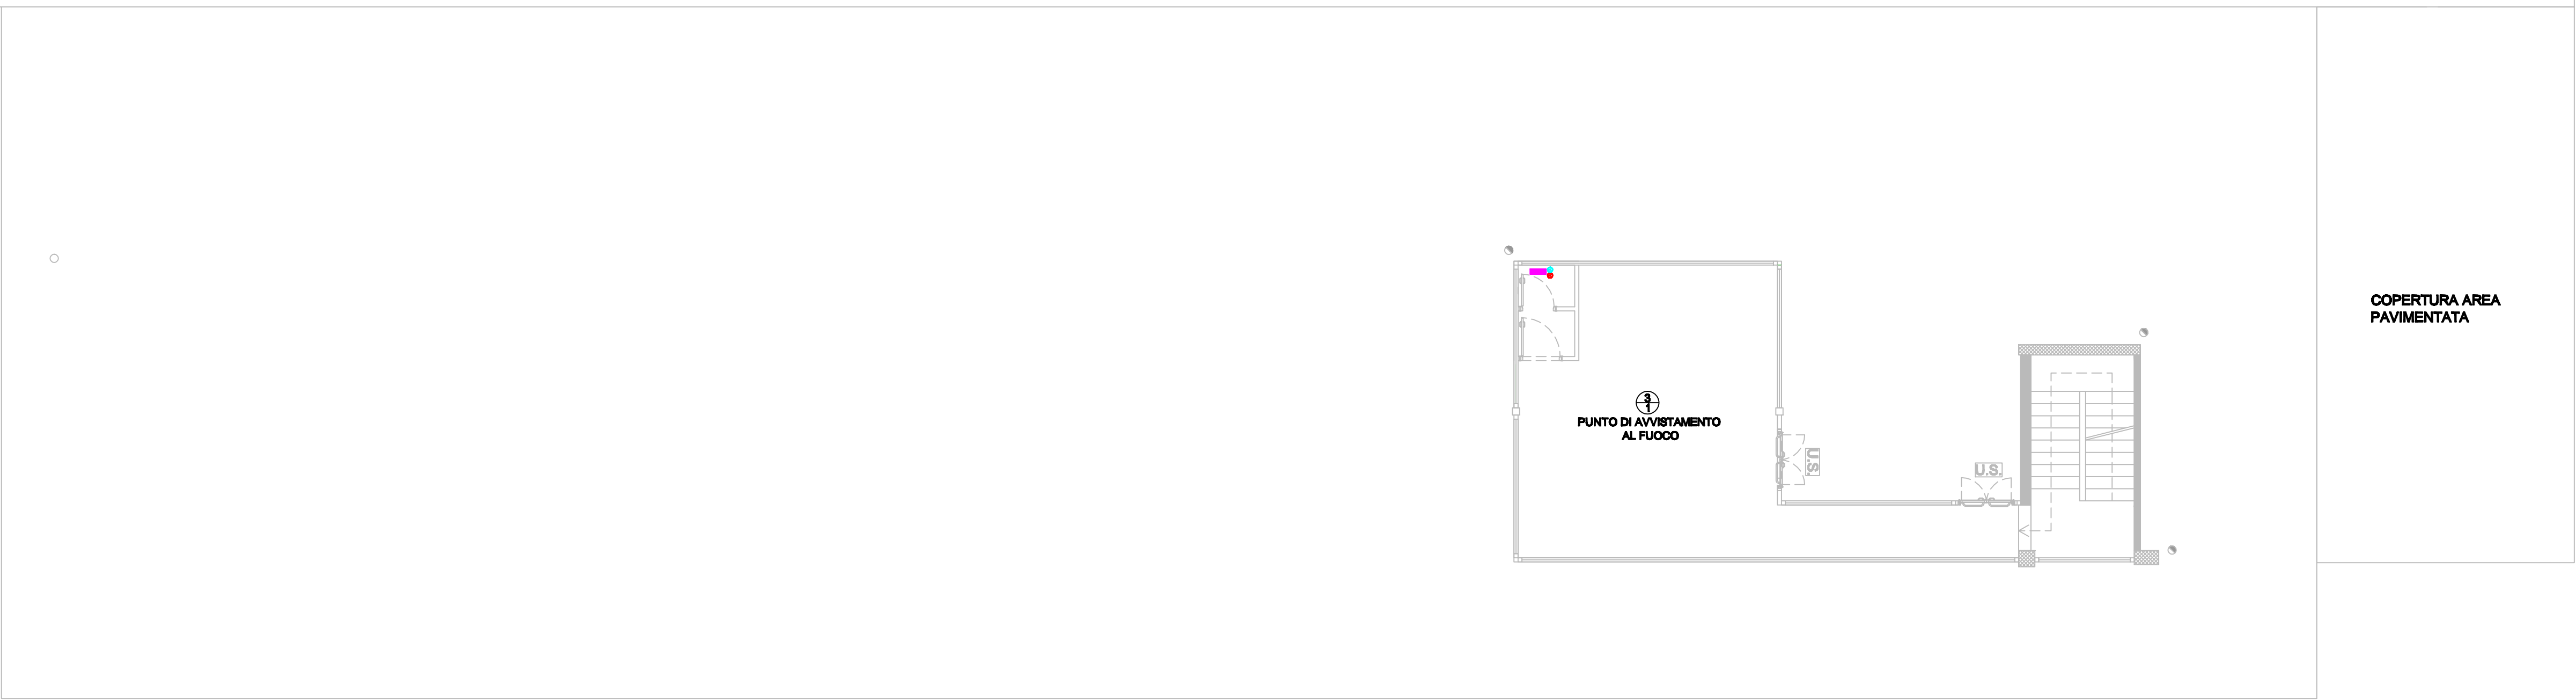 COPERTURA AREA
PAVIMENTATA
3
1
PUNTO DI AVVISTAMENTO
AL FUOCO
U.S.
U.S.